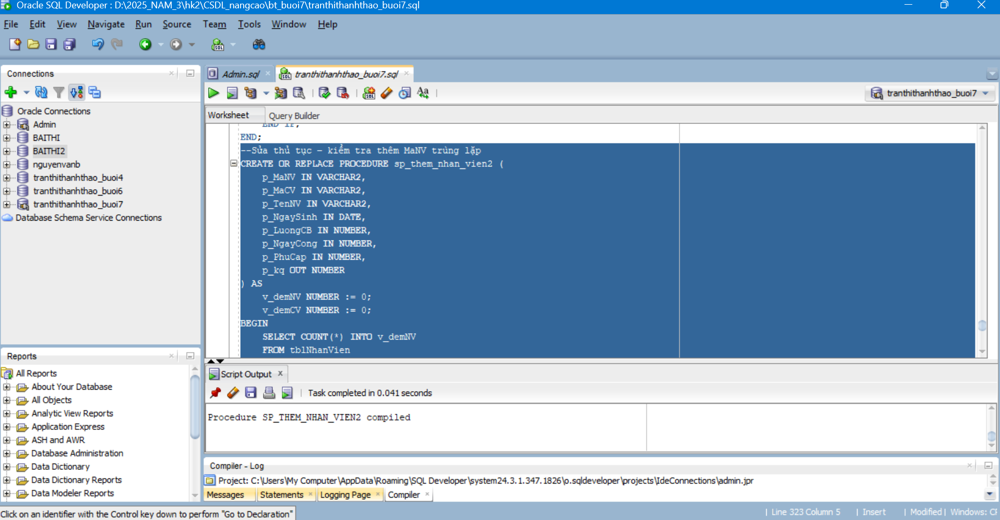 Oracle SQL Developer : D:\2025_NAM_3\hk2\CSDL_nangcao\bt_buoi7\tranthithanhthao_buoi7.sql
File Edit View Navigate Run Source Team Tools Window Help
Connections
Oracle Connections
Admin
BAITHI
BAITHI2
nguyenvanb
tranthithanhthao_buoi4
tranthithanhthao_buoi6
tranthithanhthao_buoi7
Database Schema Service Connections
Reports
All Reports
About Your Database
All Objects
Analytic View Reports
Application Express
ASH and AWR
Database Administration
Data Dictionary
Data Dictionary Reports
Data Modeler Reports
Admin.sql tranthithanhthao_buoi7.sql
tranthithanhthao_buoi7
Worksheet Query Builder
END IF;
END;
--Sửa thủ tục – kiểm tra thêm MaNV trùng lặp
CREATE OR REPLACE PROCEDURE sp_them_nhan_vien2 (
p_MaNV IN VARCHAR2,
p_MaCV IN VARCHAR2,
p_TenNV IN VARCHAR2,
p_NgaySinh IN DATE,
p_LuongCB IN NUMBER,
p_NgayCong IN NUMBER,
p_PhuCap IN NUMBER,
p_kq OUT NUMBER
) AS
v_demNV NUMBER := 0;
v_demCV NUMBER := 0;
BEGIN
SELECT COUNT(*) INTO v_demNV
FROM tblNhanVien
Script Output
Task completed in 0.041 seconds
Procedure SP_THEM_NHAN_VIEN2 compiled
Compiler - Log
Project: C:\Users\My Computer\AppData\Roaming\SQL Developer\system24.3.1.347.1826\o.sqldeveloper\projects\IdeConnections\admin.jpr
Messages Statements Logging Page Compiler
Click on an identifier with the Control key down to perform "Go to Declaration"
Line 323 Column 5 | Insert | Modified | Windows: